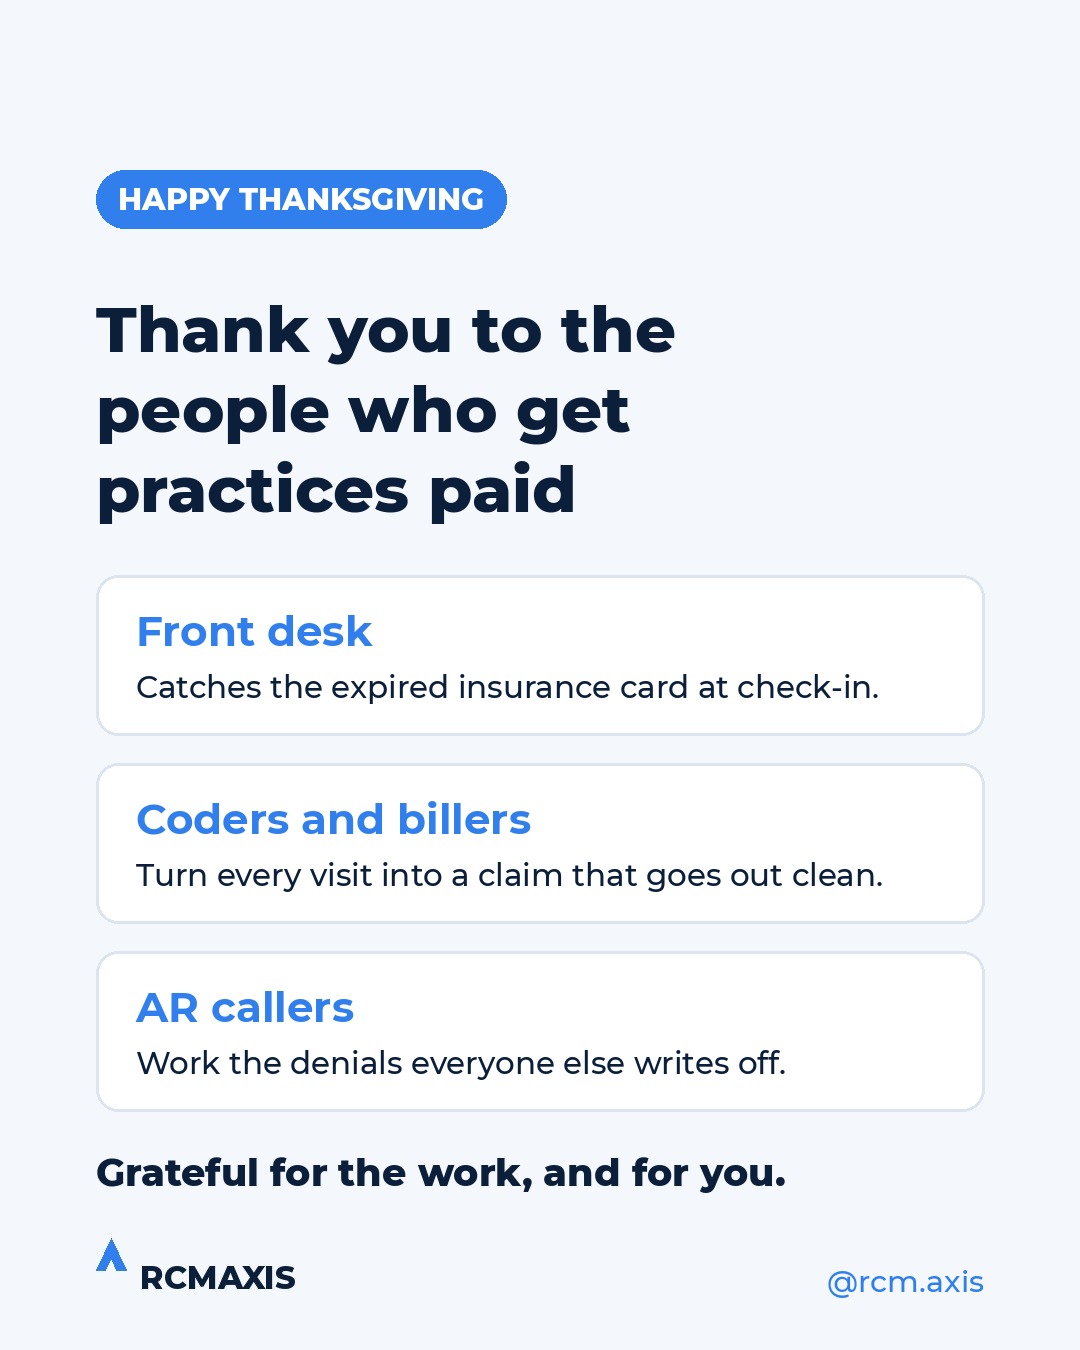 HAPPY THANKSGIVING
Thank you to the
people who get
practices paid
Front desk
Catches the expired insurance card at check-in.
Coders and billers
Turn every visit into a claim that goes out clean.
AR callers
Work the denials everyone else writes off.
Grateful for the work, and for you.
RCMAXIS
@rcm.axis